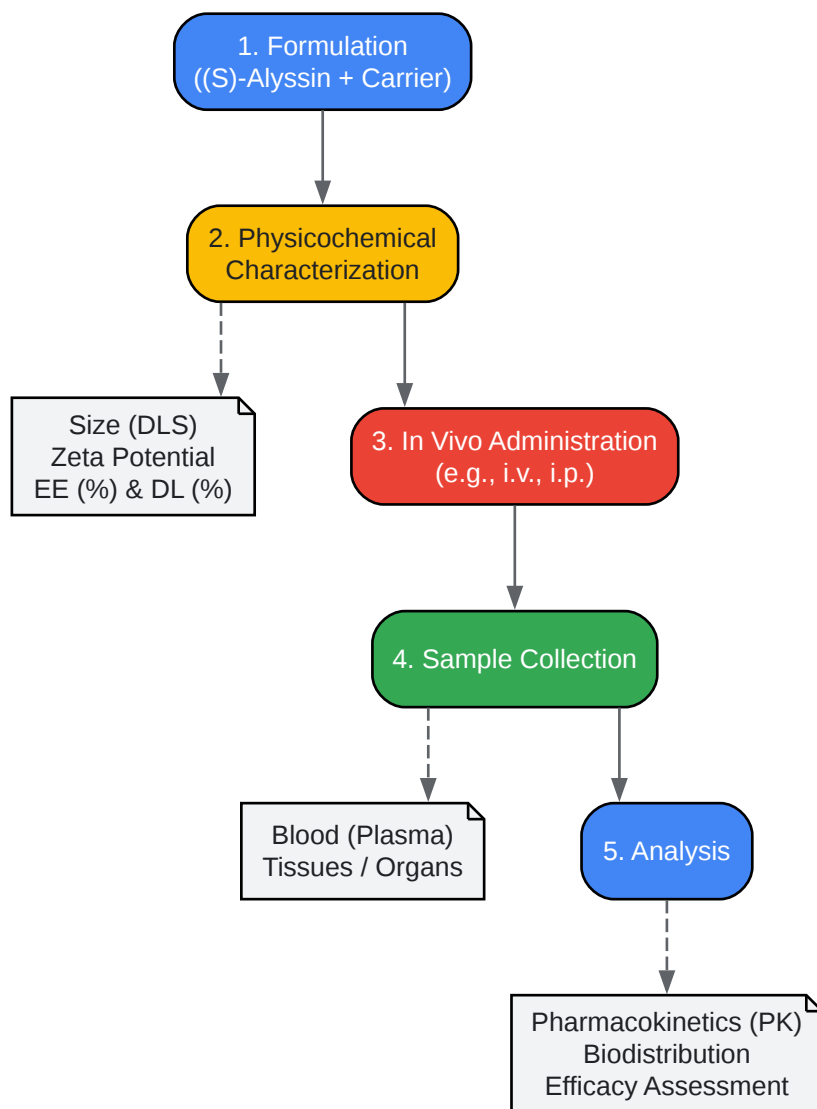 1. Formulation
((S)-Alyssin + Carrier)
2. Physicochemical
Characterization
Size (DLS)
Zeta Potential
EE (%) & DL (%)
3. In Vivo Administration
(e.g., i.v., i.p.)
4. Sample Collection
Blood (Plasma)
Tissues / Organs
5. Analysis
Pharmacokinetics (PK)
Biodistribution
Efficacy Assessment